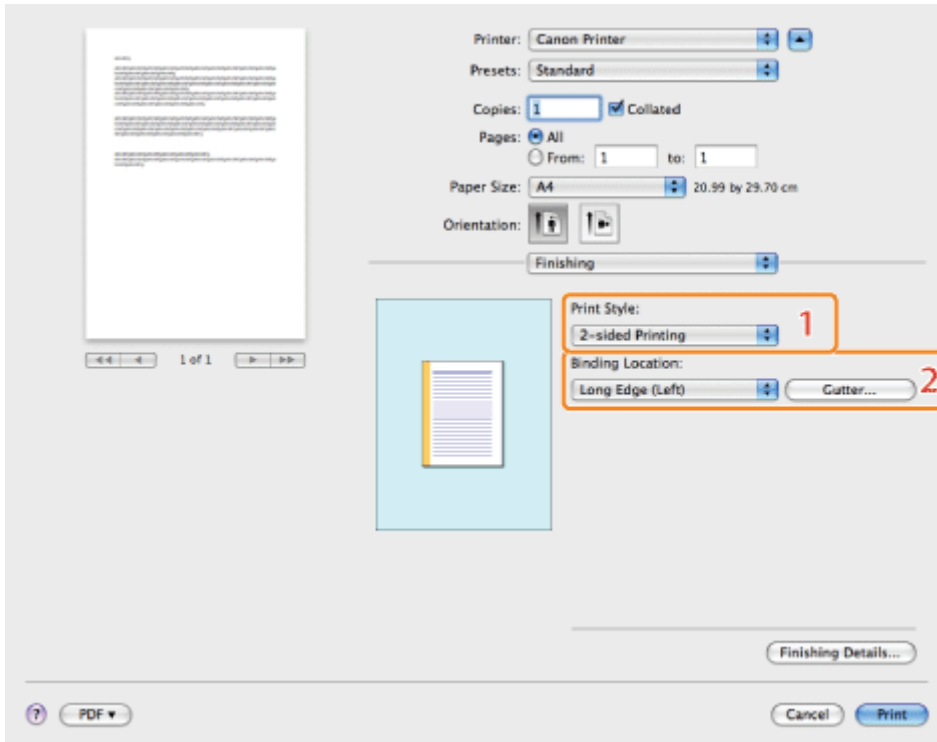 Printer: Canon Printer
Presets: Standard
Copies: 1 Collated
Pages: All
From: 1 to: 1
Paper Size: A4 20.99 by 29.70 cm
Orientation:
Finishing
Print Style:
2-sided Printing 1
Binding Location:
Long Edge (Left) Gutter... 2
1 of 1
Finishing Details...
? PDF Cancel Print